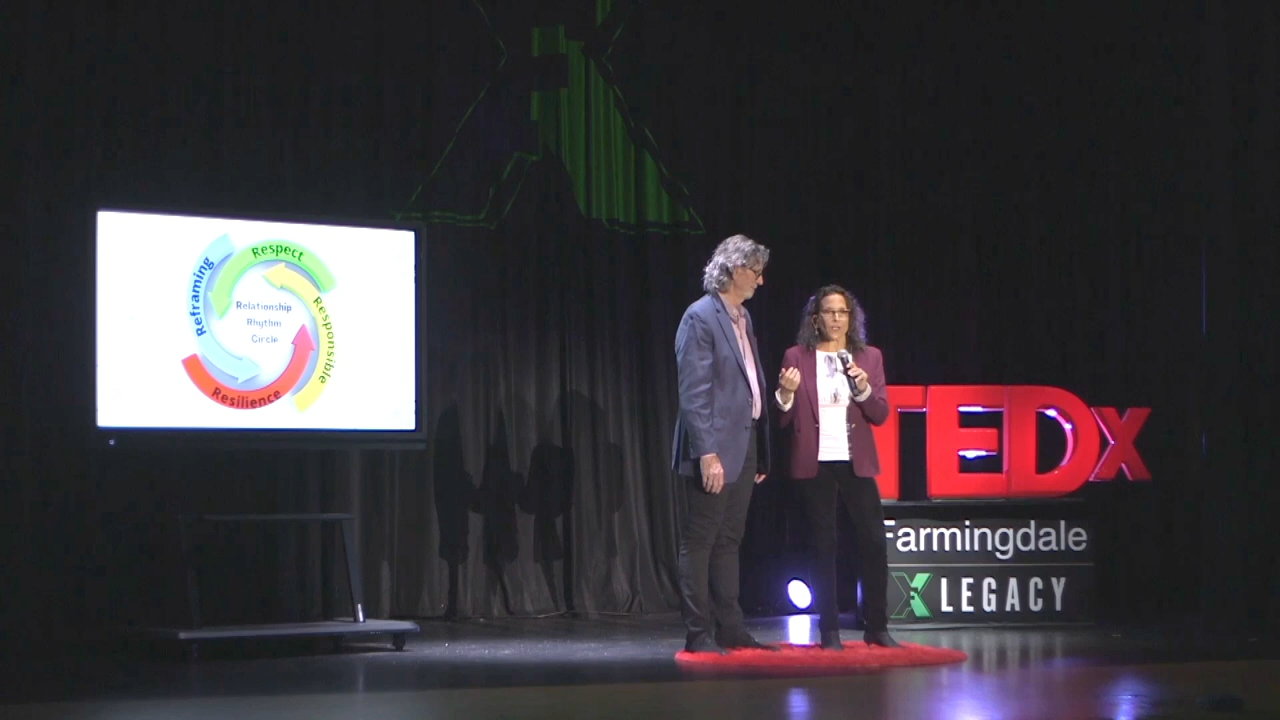 Respect
Reframing
Responsible
Resilience
Relationship
Rhythm
Circle
TEDx
Farmingdale
LEGACY